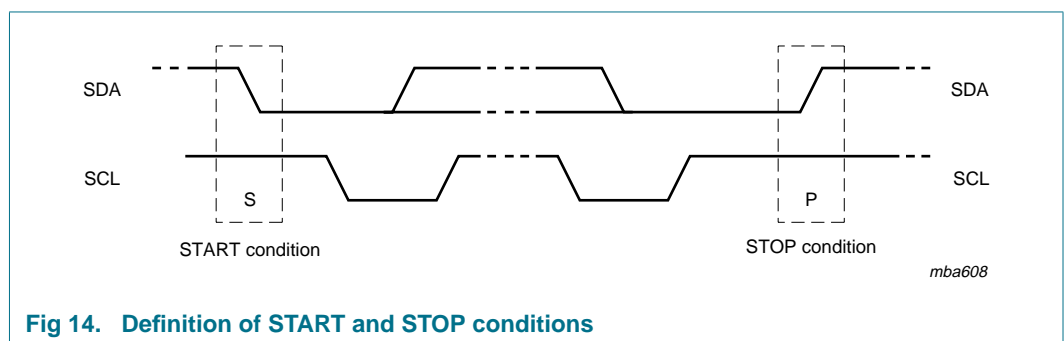 SDA
SDA
SCL
SCL
S
P
START condition
STOP condition
mba608
Fig 14. Definition of START and STOP conditions